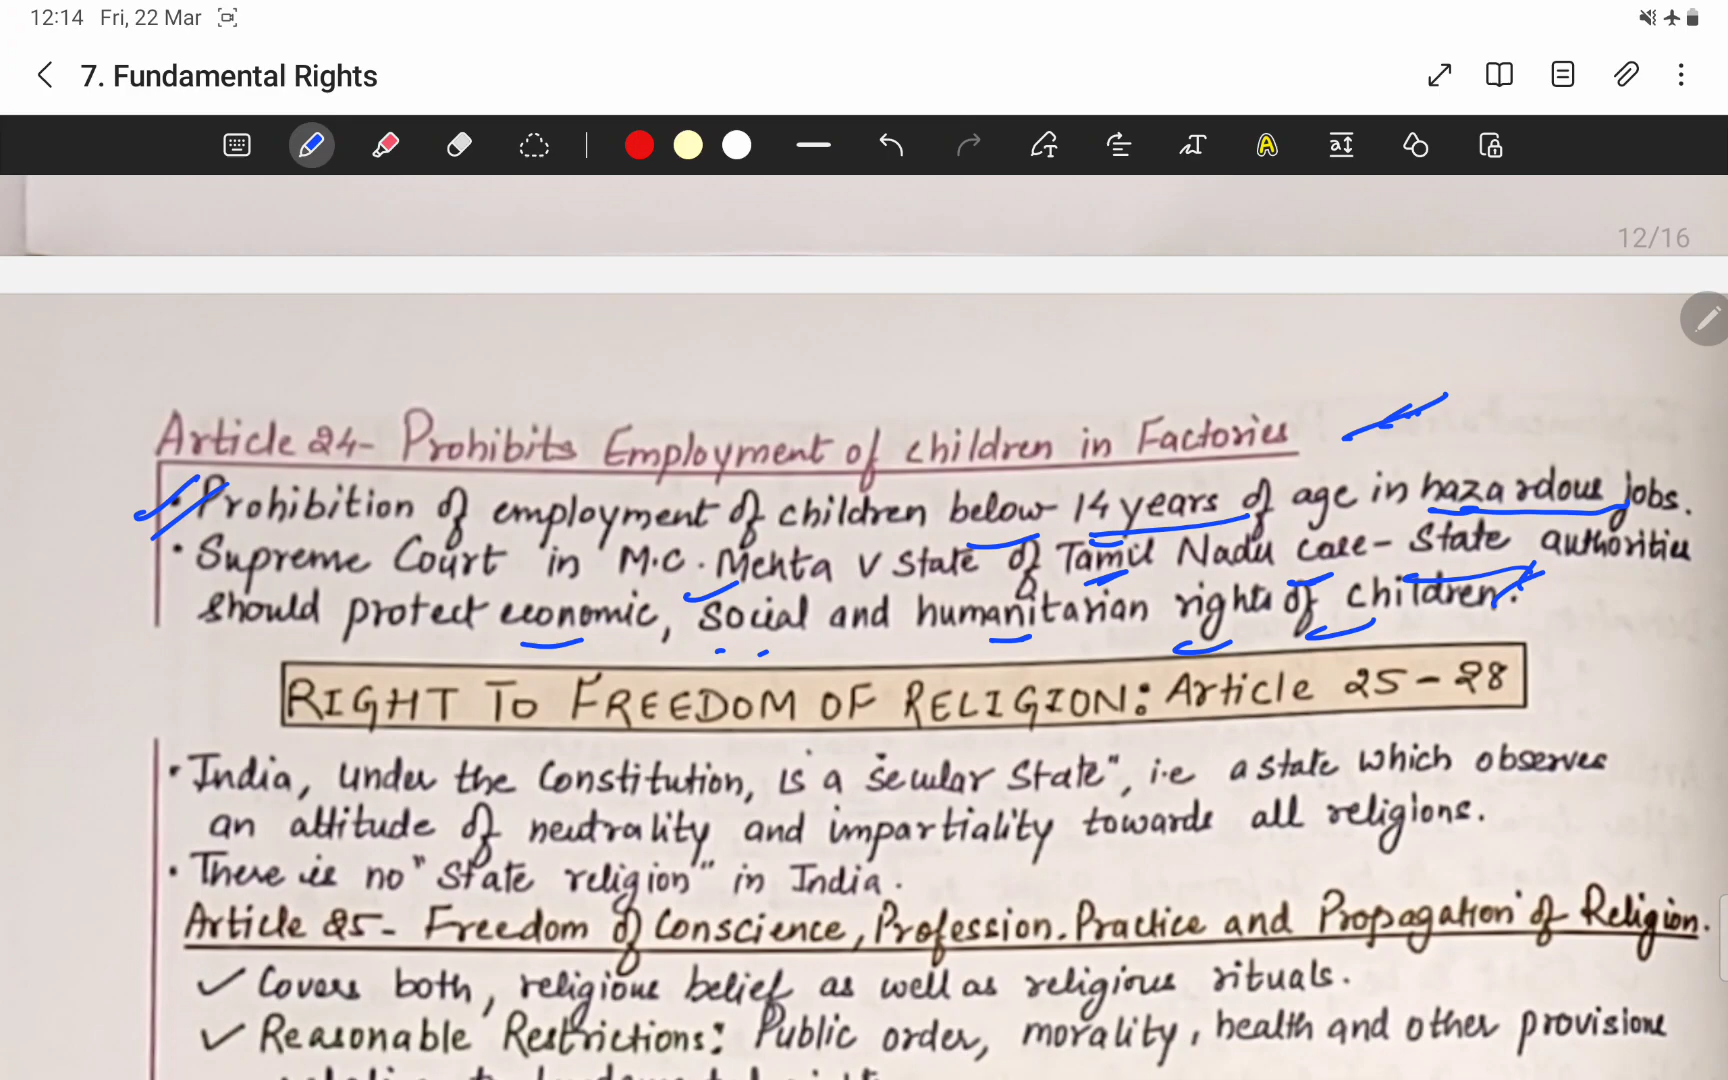 12:14 Fri, 22 Mar
7. Fundamental Rights
12/16
Article 24- Prohibits Employment of children in Factories
• Prohibition of employment of children below 14 years of age in hazardous jobs.
• Supreme Court in M.C. Mehta v State of Tamil Nadu case- State authorities
should protect economic, social and humanitarian rights of children.
RIGHT TO FREEDOM OF RELIGION: Article 25-28
• India, under the Constitution, is a "secular State", i.e a state which observes
an attitude of neutrality and impartiality towards all religions.
• There is no "State religion" in India.
Article 25- Freedom of Conscience, Profession. Practice and Propagation of Religion.
✓ Covers both, religious belief as well as religious rituals.
✓ Reasonable Restrictions: Public order, morality, health and other provisions